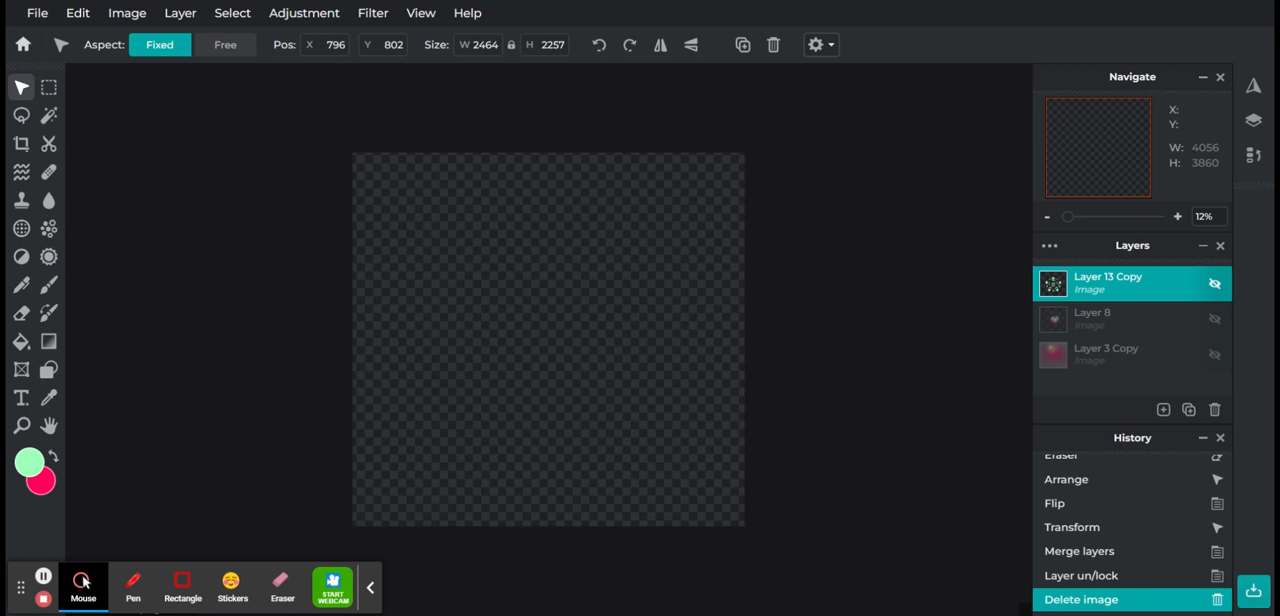 File Edit Image Layer Select Adjustment Filter View Help
Aspect: Fixed Free Pos: X 796 Y 802 Size: W 2464 H 2257
Navigate
X:
Y:
W: 4056
H: 3860
- + 12%
Layers
Layer 13 Copy
Image
Layer 8
Image
Layer 3 Copy
Image
History
Eraser
Arrange
Flip
Transform
Merge layers
Layer un/lock
Delete image
Mouse Pen Rectangle Stickers Eraser START
WEBCAM